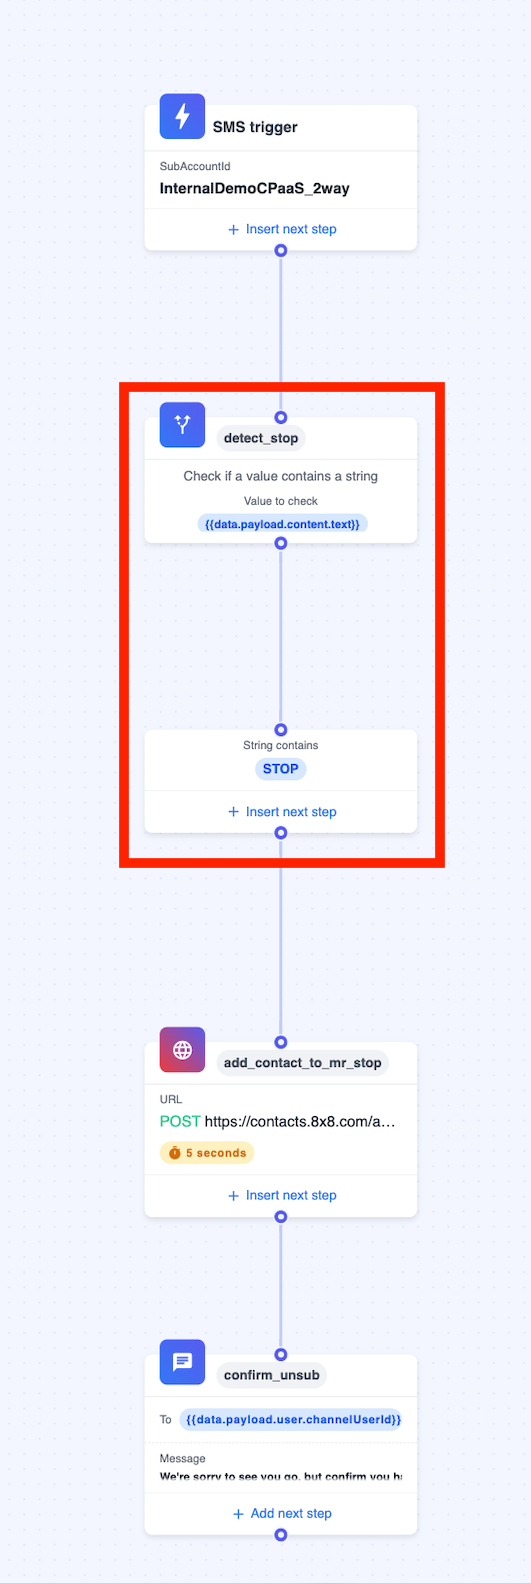 SMS trigger
SubAccountId
InternalDemoCPaaS_2way
+ Insert next step
detect_stop
Check if a value contains a string
Value to check
{{data.payload.content.text}}
String contains
STOP
+ Insert next step
add_contact_to_mr_stop
URL
POST https://contacts.8x8.com/a...
5 seconds
+ Insert next step
confirm_unsub
To {{data.payload.user.channelUserId}}
Message
We're sorry to see you go, but confirm you
+ Add next step